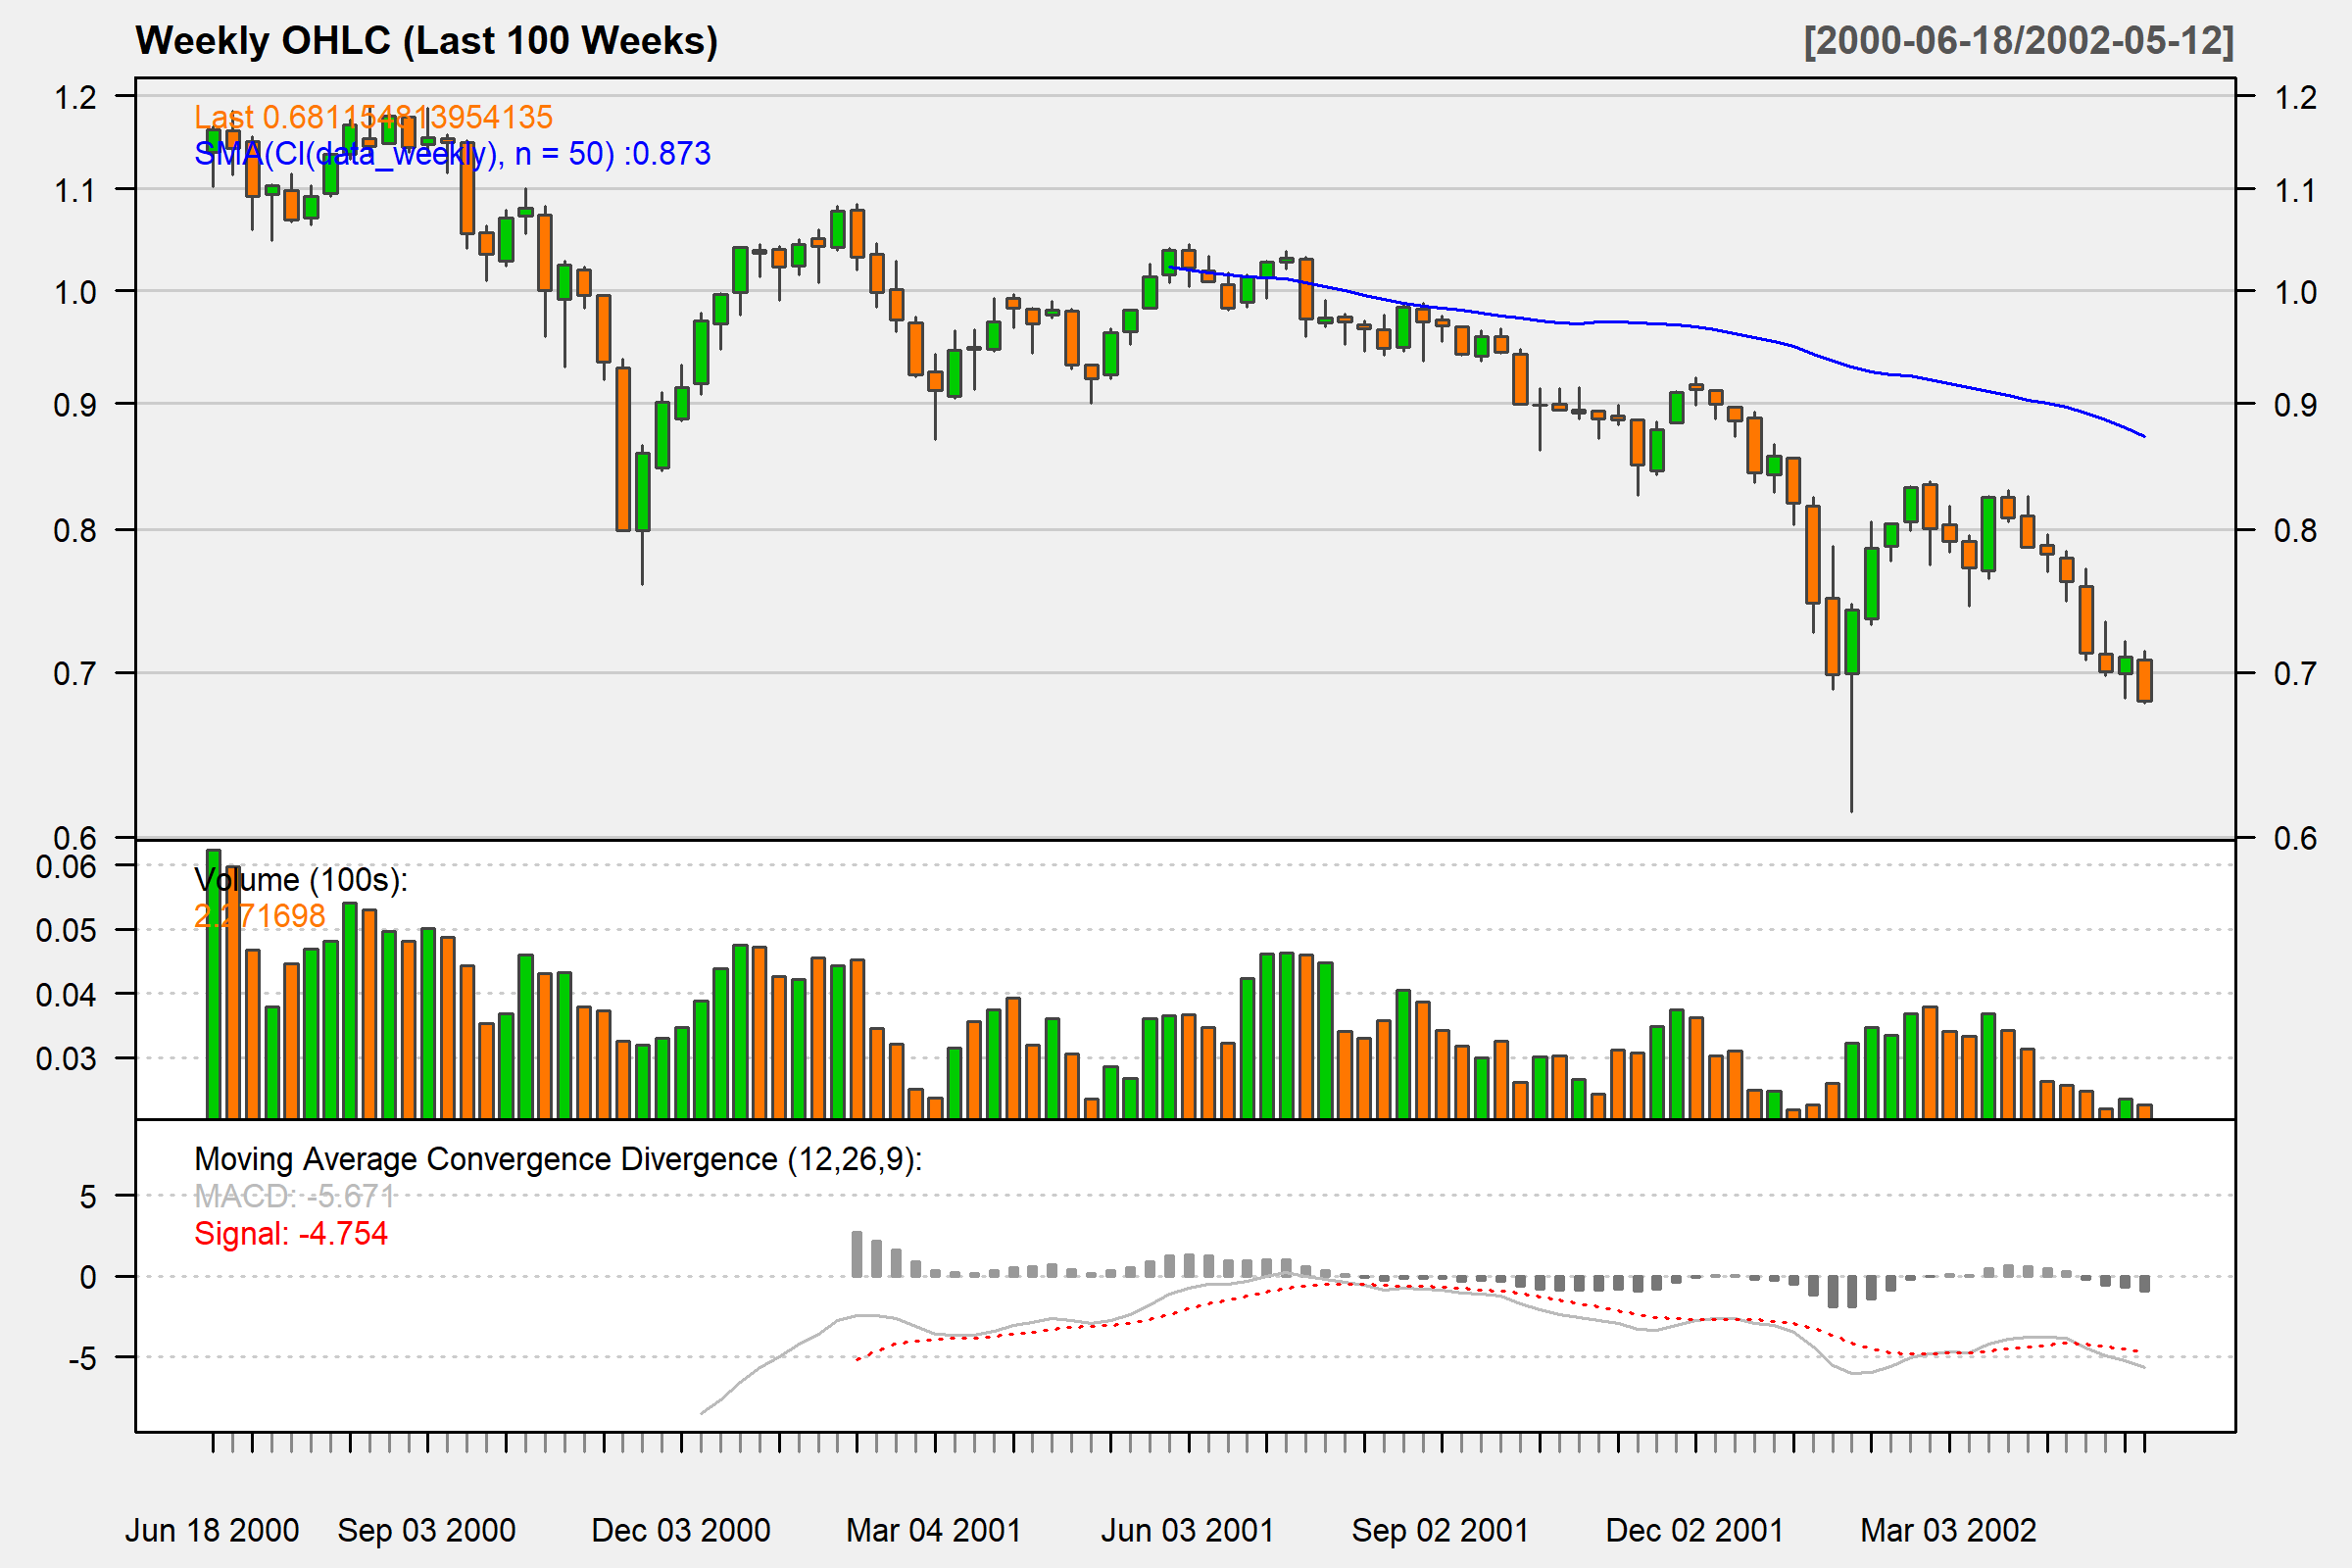 Weekly OHLC (Last 100 Weeks)
[2000-06-18/2002-05-12]
Last 0.681154813954135
SMA(Cl(data_weekly), n = 50) :0.873
1.2
1.1
1.0
0.9
0.8
0.7
0.6
1.2
1.1
1.0
0.9
0.8
0.7
0.6
Volume (100s):
2.271698
0.06
0.05
0.04
0.03
Moving Average Convergence Divergence (12,26,9):
MACD: -5.671
Signal: -4.754
5
0
-5
Jun 18 2000
Sep 03 2000
Dec 03 2000
Mar 04 2001
Jun 03 2001
Sep 02 2001
Dec 02 2001
Mar 03 2002